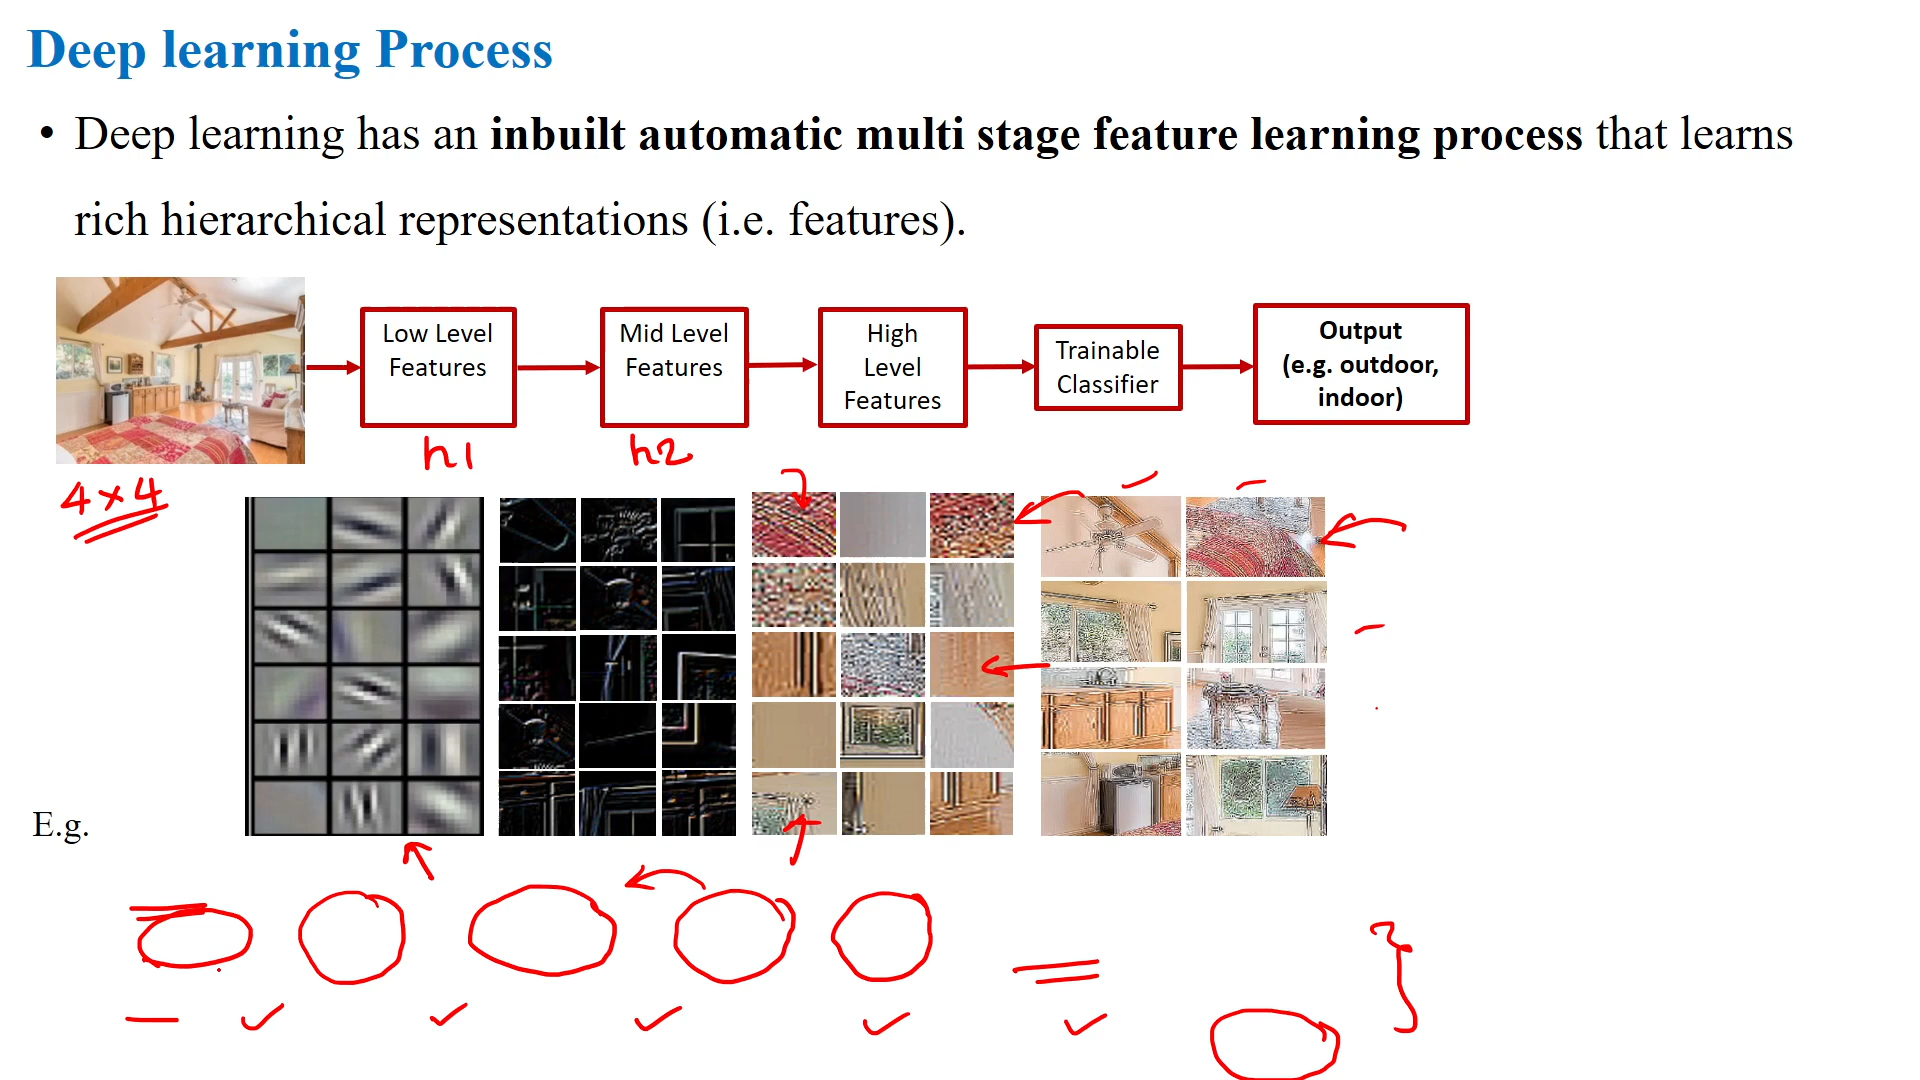 Deep learning Process
• Deep learning has an inbuilt automatic multi stage feature learning process that learns
rich hierarchical representations (i.e. features).
Low Level
Features
Mid Level
Features
High
Level
Features
Trainable
Classifier
Output
(e.g. outdoor,
indoor)
h1
h2
4×4
E.g.